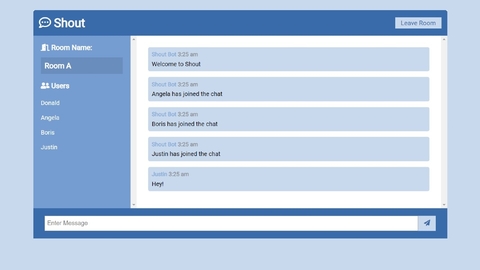 Shout
Leave Room
Room Name:
Room A
Users
Donald
Angela
Boris
Justin
Shout Bot 3:25 am
Welcome to Shout
Shout Bot 3:25 am
Angela has joined the chat
Shout Bot 3:25 am
Boris has joined the chat
Shout Bot 3:25 am
Justin has joined the chat
Justin 3:25 am
Hey!
Enter Message